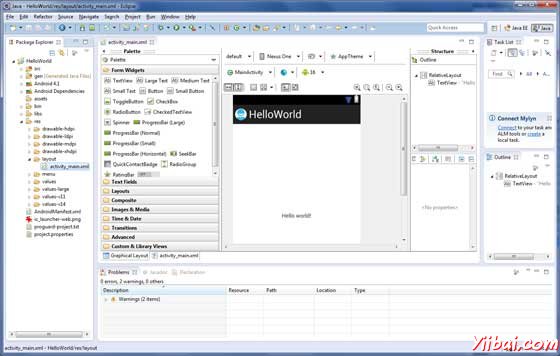 Java - HelloWorld/res/layout/activity_main.xml - Eclipse
File Edit Refactor Source Navigate Search Project Run Window Help
Quick Access
Java EE
Java
Package Explorer
HelloWorld
src
gen [Generated Java Files]
Android 4.1
Android Dependencies
assets
bin
libs
res
drawable-hdpi
drawable-ldpi
drawable-mdpi
drawable-xhdpi
layout
activity_main.xml
menu
values
values-large
values-v11
values-v14
AndroidManifest.xml
ic_launcher-web.png
proguard-project.txt
project.properties
activity_main.xml
Palette
Palette
Form Widgets
TextView Large Text Medium Text
Small Text Button Small Button
ToggleButton CheckBox
RadioButton CheckedTextView
Spinner ProgressBar (Large)
ProgressBar (Normal)
ProgressBar (Small)
ProgressBar (Horizontal) SeekBar
QuickContactBadge RadioGroup
RatingBar
Text Fields
Layouts
Composite
Images & Media
Time & Date
Transitions
Advanced
Custom & Library Views
Graphical Layout activity_main.xml
default Nexus One AppTheme
MainActivity 16
HelloWorld
Hello world!
Structure
Outline
RelativeLayout
TextView
<No properties>
Task List
Find All
Connect Mylyn
Connect to your task and ALM tools or create a local task.
Outline
RelativeLayout
TextView - "Hello
Problems Javadoc Declaration
0 errors, 2 warnings, 0 others
Description Resource Path Location Type
Warnings (2 items)
activity_main.xml - HelloWorld/res/layout
Yiibai.com